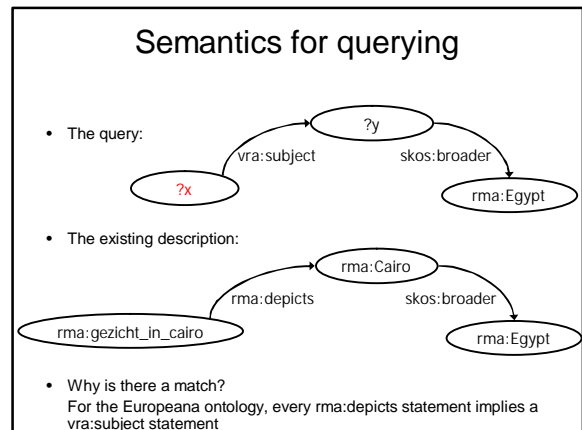 Semantics for querying
• The query:
?y
vra:subject
skos:broader
?x
rma:Egypt
• The existing description:
rma:Cairo
rma:depicts
skos:broader
rma:gezicht_in_cairo
rma:Egypt
• Why is there a match?
For the Europeana ontology, every rma:depicts statement implies a
vra:subject statement